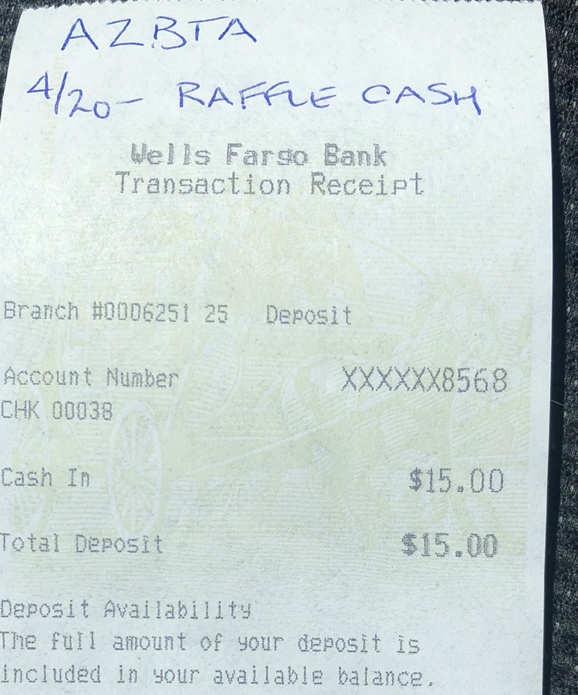 AZBTA
4/20- RAFFLE CASH
Wells Fargo Bank
Transaction Receipt
Branch #0006251 25 Deposit
Account Number XXXXXX8568
CHK 00038
Cash In $15.00
Total Deposit $15.00
Deposit Availability
The full amount of your deposit is
included in your available balance.